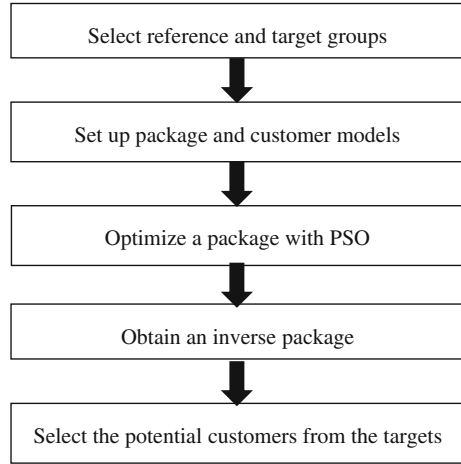 Select reference and target groups
Set up package and customer models
Optimize a package with PSO
Obtain an inverse package
Select the potential customers from the targets